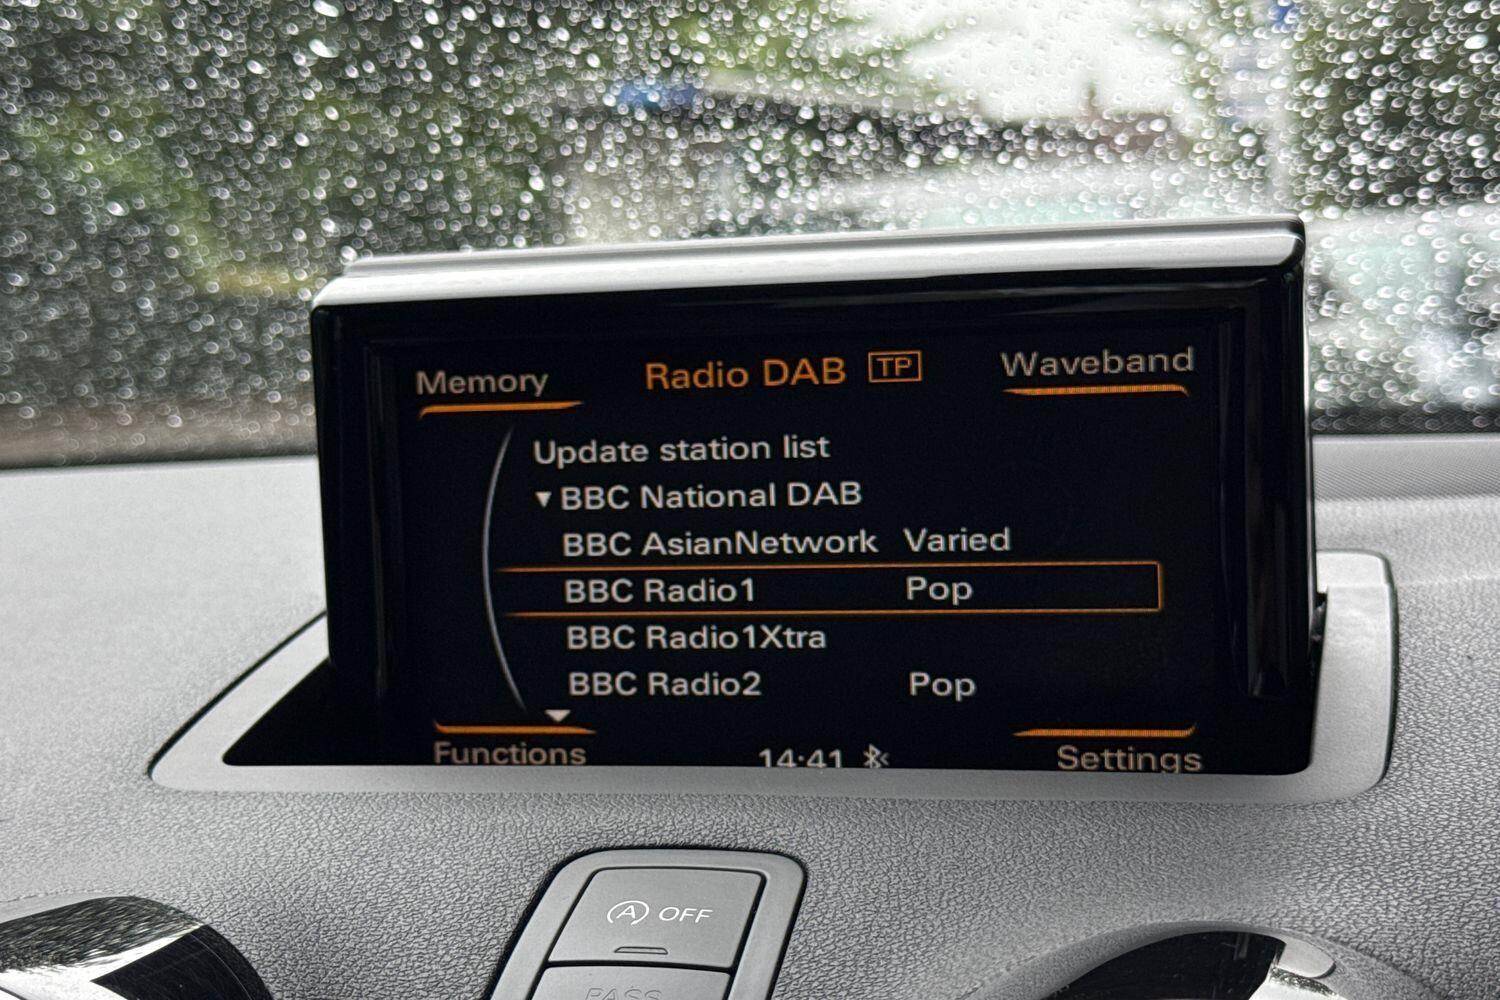 Memory Radio DAB TP Waveband
Update station list
▼ BBC National DAB
BBC AsianNetwork Varied
BBC Radio1 Pop
BBC Radio1Xtra
BBC Radio2 Pop
Functions 14:41 Settings
A OFF
PASS